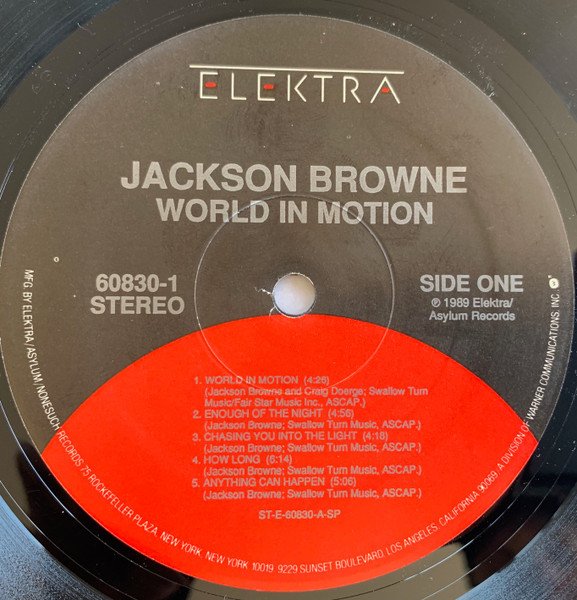 ELEKTRA
JACKSON BROWNE
WORLD IN MOTION
60830-1
STEREO
SIDE ONE
℗ 1989 Elektra/
Asylum Records
1. WORLD IN MOTION (4:26)
(Jackson Browne and Craig Doerge; Swallow Turn
Music/Fair Star Music Inc., ASCAP.)
2. ENOUGH OF THE NIGHT (4:56)
(Jackson Browne; Swallow Turn Music, ASCAP.)
3. CHASING YOU INTO THE LIGHT (4:18)
(Jackson Browne; Swallow Turn Music, ASCAP.)
4. HOW LONG (6:14)
(Jackson Browne; Swallow Turn Music, ASCAP.)
5. ANYTHING CAN HAPPEN (5:06)
(Jackson Browne; Swallow Turn Music, ASCAP.)
ST-E-60830-A-SP
MFG. BY ELEKTRA/ASYLUM/NONESUCH RECORDS, 75 ROCKEFELLER PLAZA, NEW YORK, NEW YORK 10019. 9229 SUNSET BOULEVARD, LOS ANGELES, CALIFORNIA 90069. A DIVISION OF WARNER COMMUNICATIONS, INC.